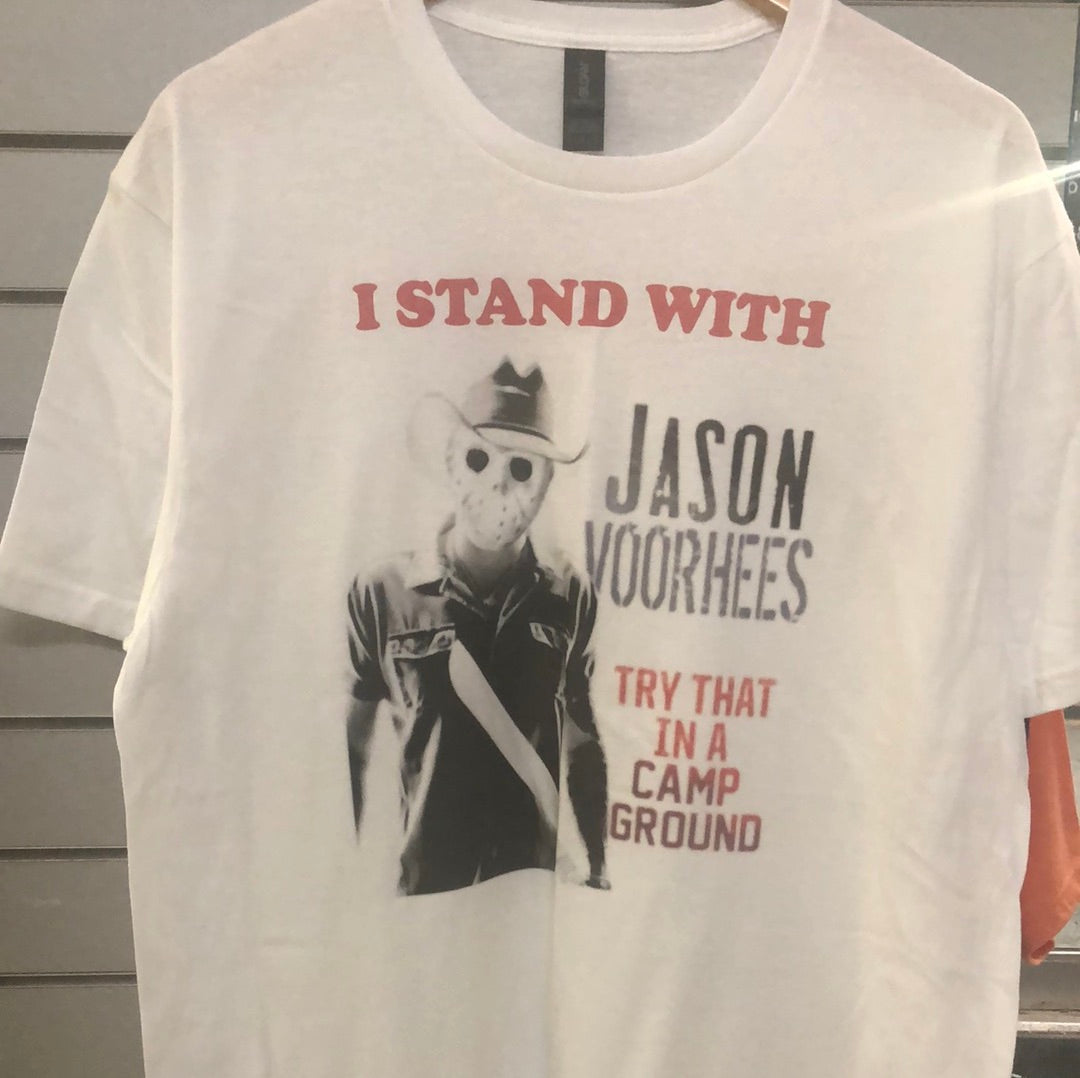 I STAND WITH
JASON
VOORHEES
TRY THAT
IN A
CAMP
GROUND